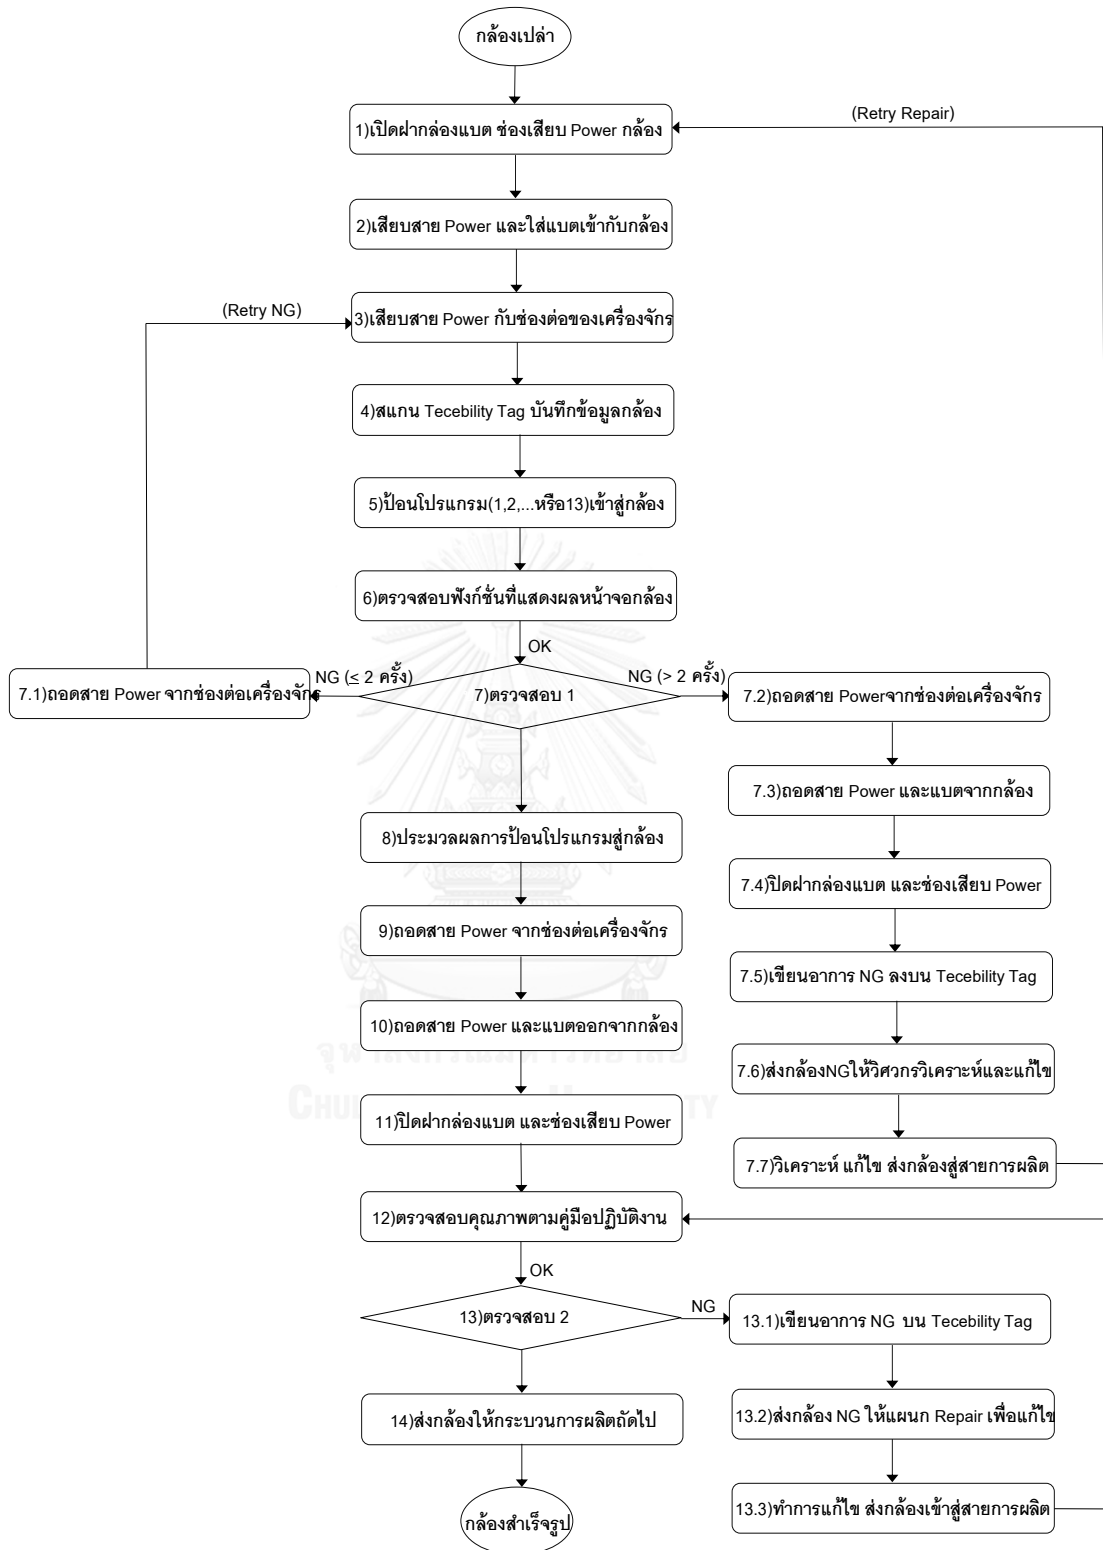 กล้องเปล่า
(Retry Repair)
1)เปิดฝากล่องแบต ช่องเสียบ Power กล้อง
2)เสียบสาย Power และใส่แบตเข้ากับกล้อง
(Retry NG)
3)เสียบสาย Power กับช่องต่อของเครื่องจักร
4)สแกน Tecebility Tag บันทึกข้อมูลกล้อง
5)ป้อนโปรแกรม(1,2,...หรือ13)เข้าสู่กล้อง
6)ตรวจสอบฟังก์ชั่นที่แสดงผลหน้าจอกล้อง
OK
NG (≤ 2 ครั้ง)
NG (> 2 ครั้ง)
7.1)ถอดสาย Power จากช่องต่อเครื่องจักร
7)ตรวจสอบ 1
7.2)ถอดสาย Powerจากช่องต่อเครื่องจักร
7.3)ถอดสาย Power และแบตจากกล้อง
8)ประมวลผลการป้อนโปรแกรมสู่กล้อง
7.4)ปิดฝากล่องแบต และช่องเสียบ Power
9)ถอดสาย Power จากช่องต่อเครื่องจักร
7.5)เขียนอาการ NG ลงบน Tecebility Tag
10)ถอดสาย Power และแบตออกจากกล้อง
7.6)ส่งกล้องNGให้วิศวกรวิเคราะห์และแก้ไข
จุฬาลงกรณ์มหาวิทยาลัย
11)ปิดฝากล่องแบต และช่องเสียบ Power
7.7)วิเคราะห์ แก้ไข ส่งกล้องสู่สายการผลิต
12)ตรวจสอบคุณภาพตามคู่มือปฏิบัติงาน
OK
13)ตรวจสอบ 2
NG
13.1)เขียนอาการ NG บน Tecebility Tag
14)ส่งกล้องให้กระบวนการผลิตถัดไป
13.2)ส่งกล้อง NG ให้แผนก Repair เพื่อแก้ไข
กล้องสำเร็จรูป
13.3)ทำการแก้ไข ส่งกล้องเข้าสู่สายการผลิต